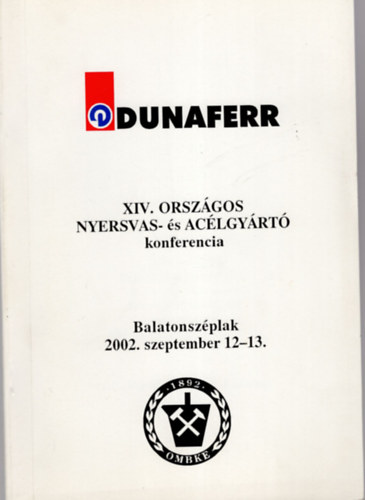 DUNAFERR
XIV. ORSZÁGOS
NYERSVAS- és ACÉLGYÁRTÓ
konferencia
Balatonszéplak
2002. szeptember 12–13.
·1892·
OMBKE